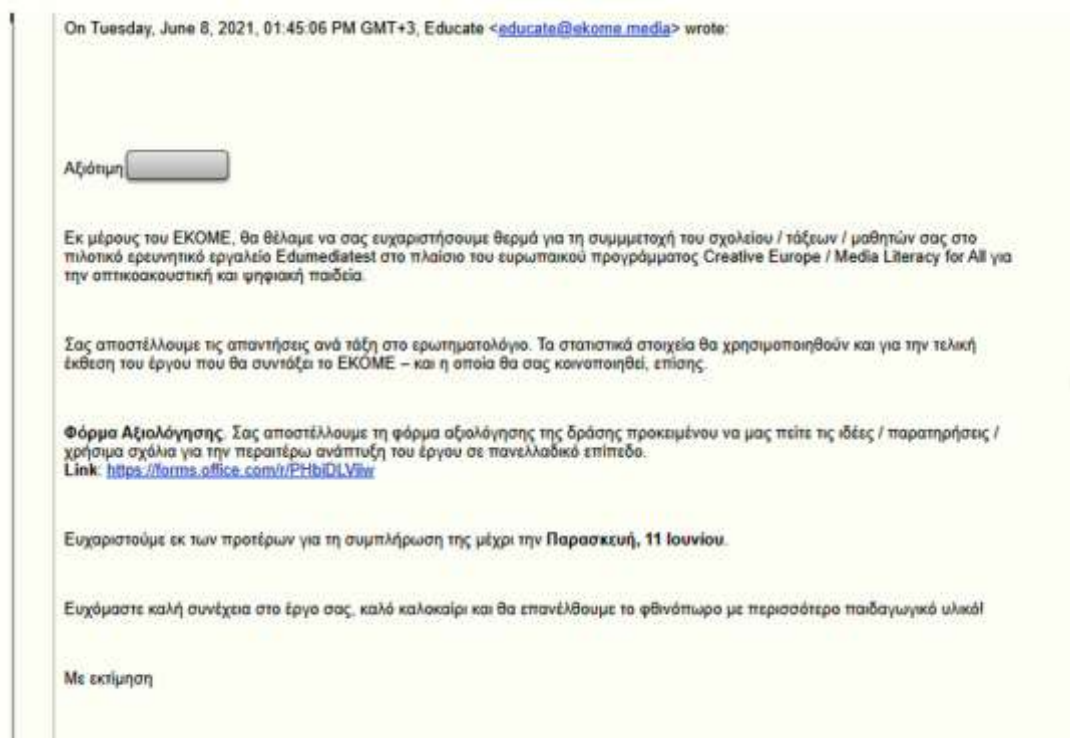 On Tuesday, June 8, 2021, 01:45:06 PM GMT+3, Educate <educate@ekome.media> wrote:
Αξιότιμη
Εκ μέρους του ΕΚΟΜΕ, θα θέλαμε να σας ευχαριστήσουμε θερμά για τη συμμμετοχή του σχολείου / τάξεων / μαθητών σας στο
πιλοτικό ερευνητικό εργαλείο Edumediatest στο πλαίσιο του ευρωπαικού προγράμματος Creative Europe / Media Literacy for All για
την οπτικοακουστική και ψηφιακή παιδεία.
Σας αποστέλλουμε τις απαντήσεις ανά τάξη στο ερωτηματολόγιο. Τα στατιστικά στοιχεία θα χρησιμοποιηθούν και για την τελική
έκθεση του έργου που θα συντάξει το ΕΚΟΜΕ – και η οποία θα σας κοινοποιηθεί, επίσης.
Φόρμα Αξιολόγησης. Σας αποστέλλουμε τη φόρμα αξιολόγησης της δράσης προκειμένου να μας πείτε τις ιδέες / παρατηρήσεις /
χρήσιμα σχόλια για την περαιτέρω ανάπτυξη του έργου σε πανελλαδικό επίπεδο.
Link: https://forms.office.com/r/PHbiDLViiw
Ευχαριστούμε εκ των προτέρων για τη συμπλήρωση της μέχρι την Παρασκευή, 11 Ιουνίου.
Ευχόμαστε καλή συνέχεια στο έργο σας, καλό καλοκαίρι και θα επανέλθουμε το φθινόπωρο με περισσότερο παιδαγωγικό υλικό!
Με εκτίμηση